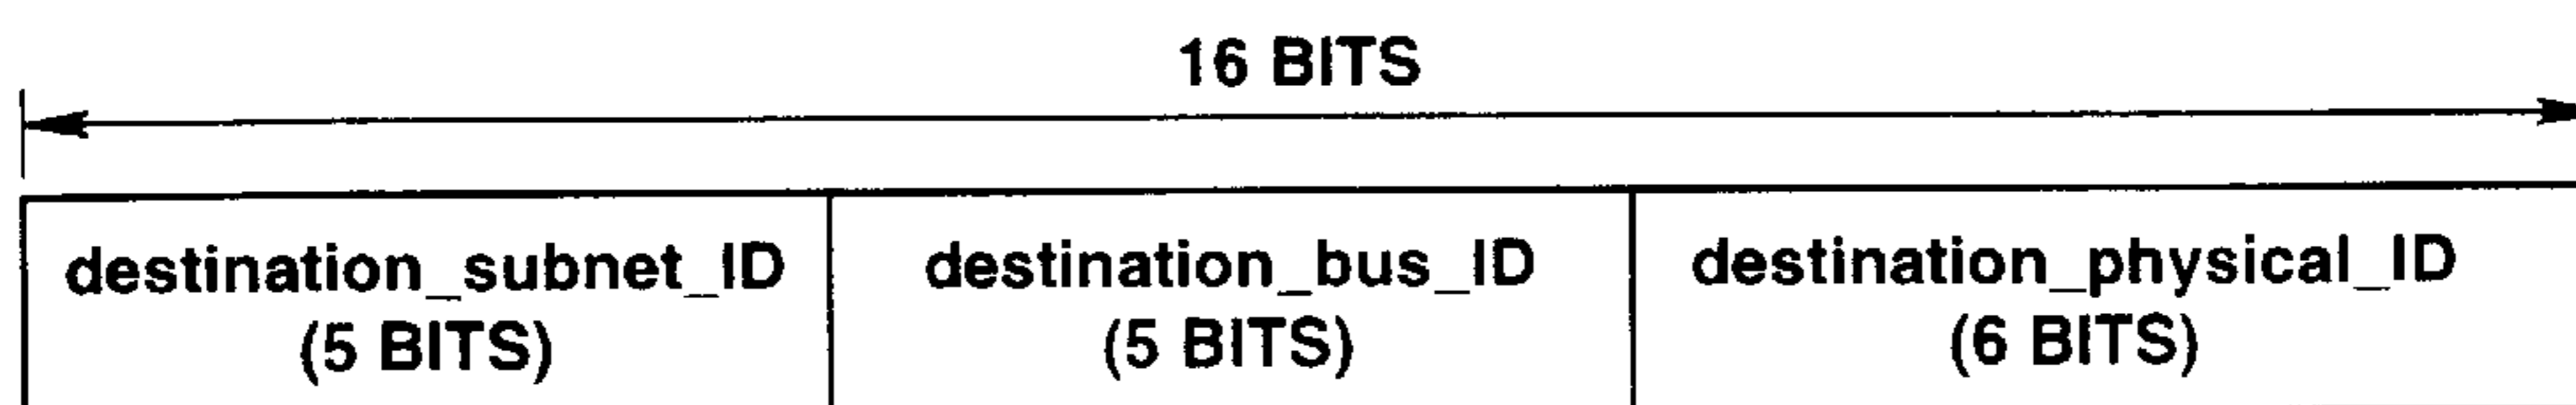 16 BITS
destination_subnet_ID
(5 BITS)
destination_bus_ID
(5 BITS)
destination_physical_ID
(6 BITS)